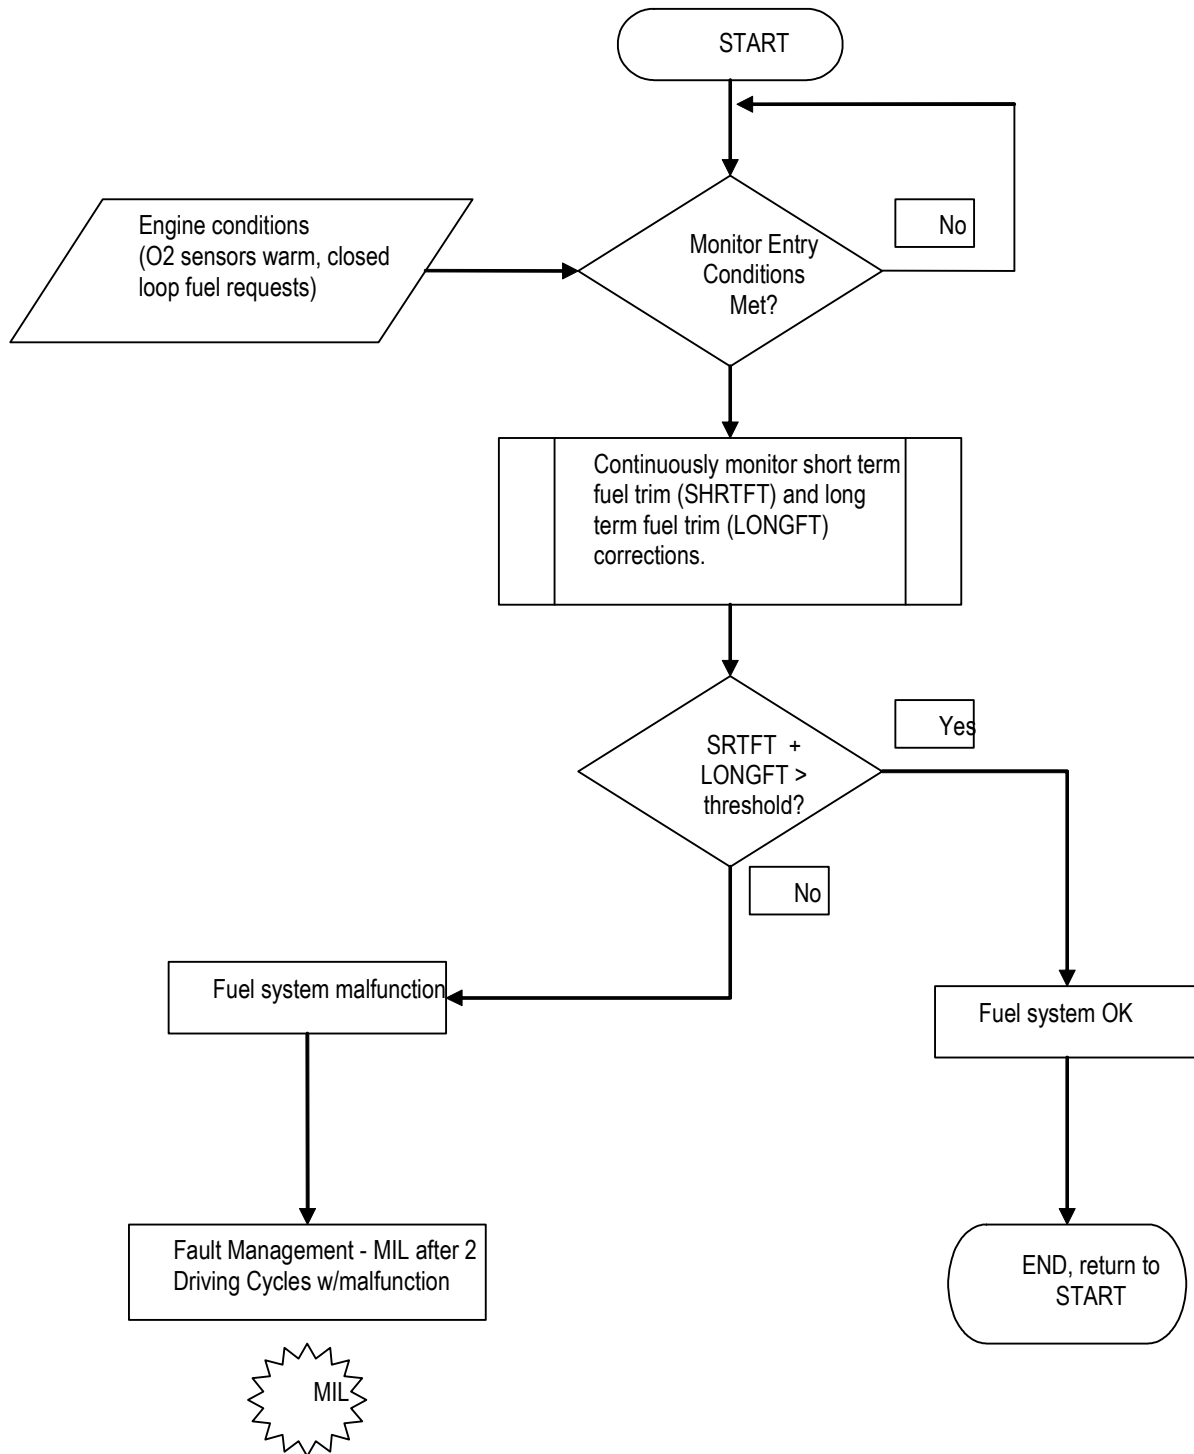 START
No
Engine conditions
(O2 sensors warm, closed
loop fuel requests)
Monitor Entry
Conditions
Met?
Continuously monitor short term
fuel trim (SHRTFT) and long
term fuel trim (LONGFT)
corrections.
Yes
SRTFT +
LONGFT >
threshold?
No
Fuel system malfunction
Fuel system OK
Fault Management - MIL after 2
Driving Cycles w/malfunction
END, return to
START
MIL